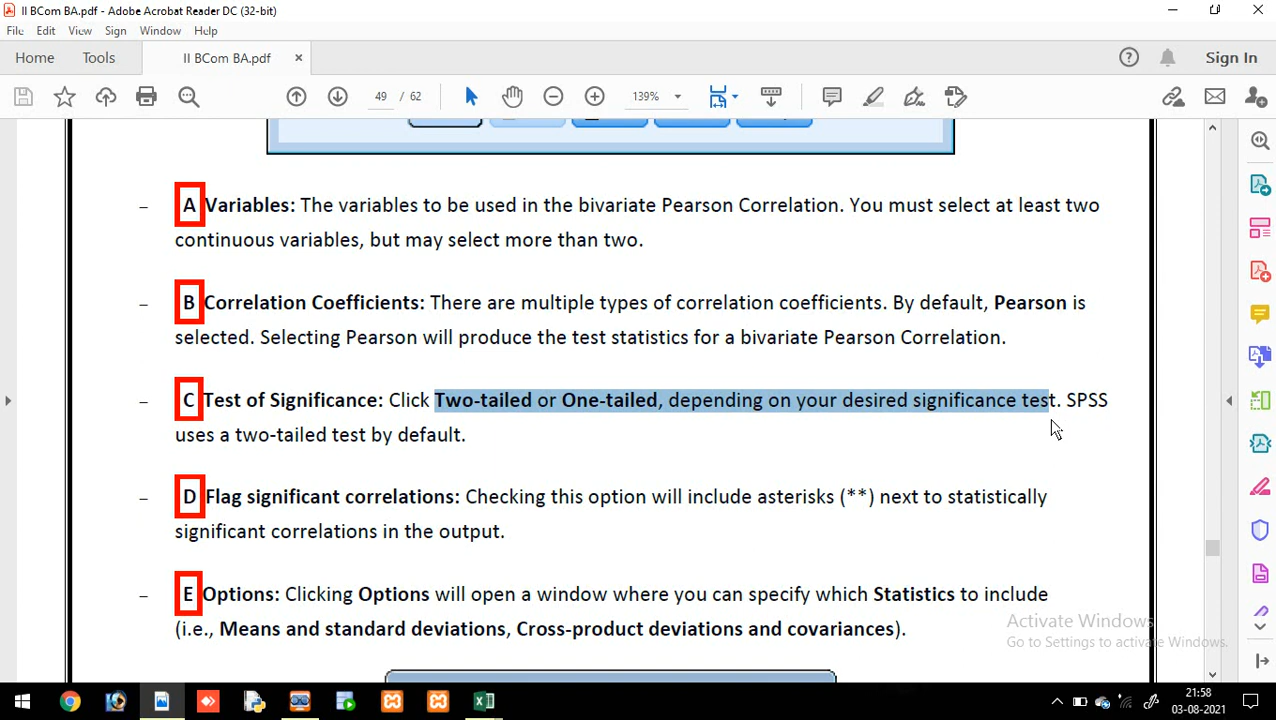 II BCom BA.pdf - Adobe Acrobat Reader DC (32-bit)
File Edit View Sign Window Help
Home Tools II BCom BA.pdf × Sign In
49 / 62 139%
– A Variables: The variables to be used in the bivariate Pearson Correlation. You must select at least two
continuous variables, but may select more than two.
– B Correlation Coefficients: There are multiple types of correlation coefficients. By default, Pearson is
selected. Selecting Pearson will produce the test statistics for a bivariate Pearson Correlation.
– C Test of Significance: Click Two-tailed or One-tailed, depending on your desired significance test. SPSS
uses a two-tailed test by default.
– D Flag significant correlations: Checking this option will include asterisks (**) next to statistically
significant correlations in the output.
– E Options: Clicking Options will open a window where you can specify which Statistics to include
(i.e., Means and standard deviations, Cross-product deviations and covariances).
Activate Windows
Go to Settings to activate Windows.
21:58
03-08-2021